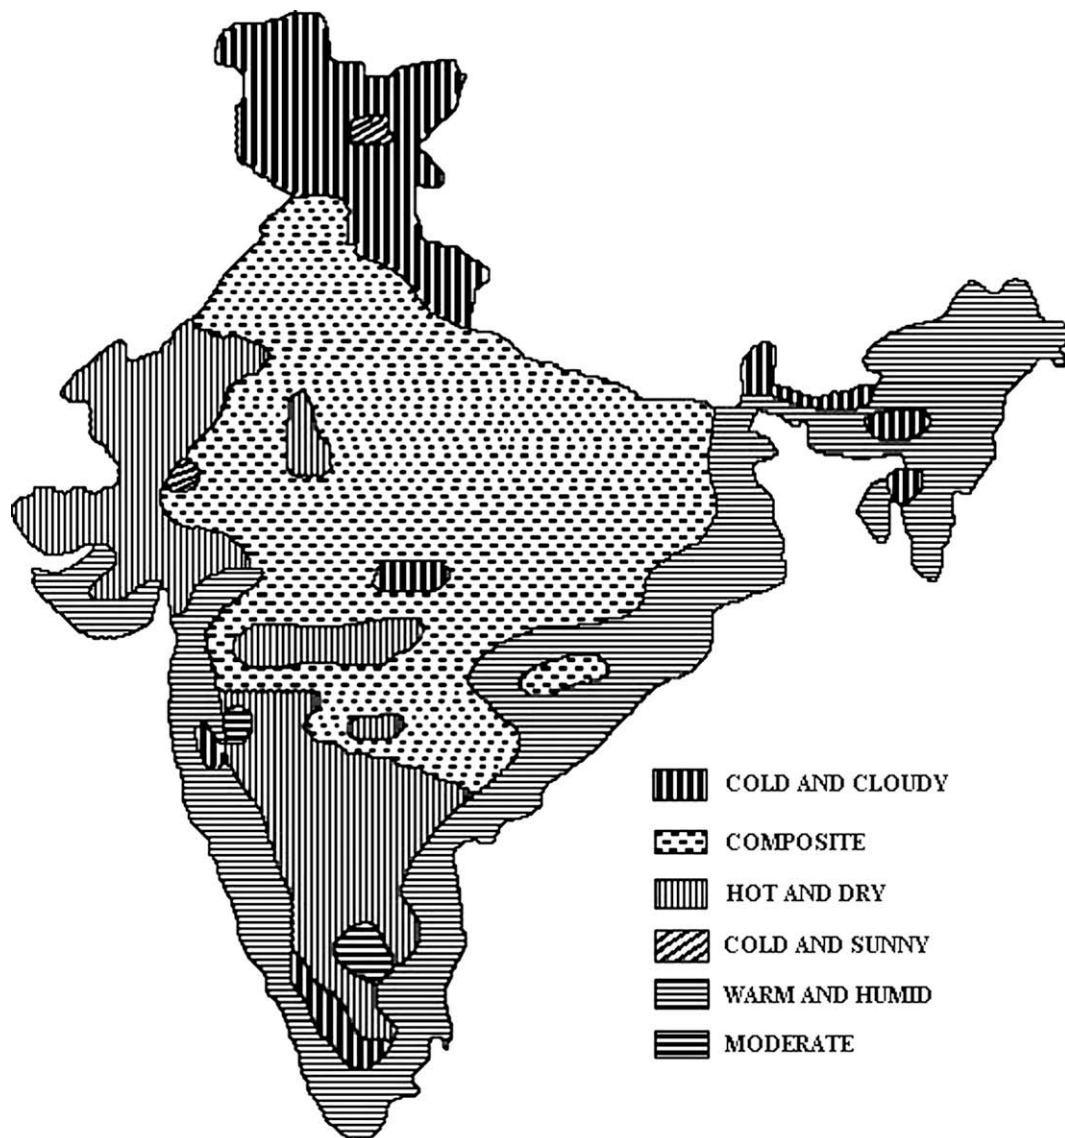 COLD AND CLOUDY
COMPOSITE
HOT AND DRY
COLD AND SUNNY
WARM AND HUMID
MODERATE